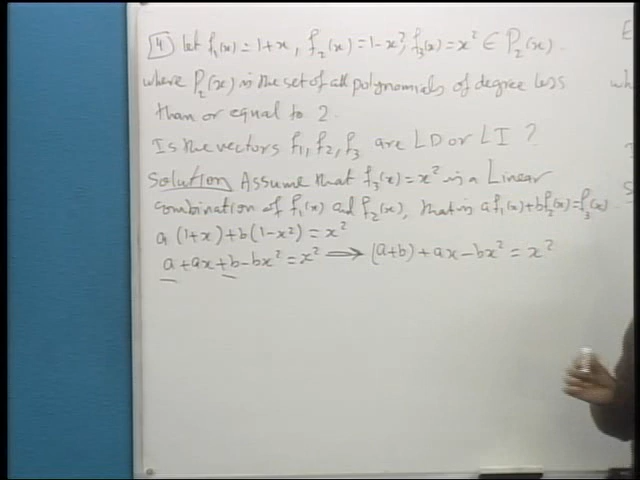 4 let f₁(x) = 1+x, f₂(x) = 1-x², f₃(x) = x² ∈ P₂(x).
where P₂(x) is the set of all polynomials of degree less
than or equal to 2.
Is the vectors f₁, f₂, f₃ are LD or LI ?
Solution Assume that f₃(x) = x² is a Linear
combination of f₁(x) and f₂(x), that is af₁(x)+bf₂(x)=f₃(x).
a(1+x)+b(1-x²) = x²
a+ax+b-bx² = x² ⟹ (a+b)+ax-bx² = x²